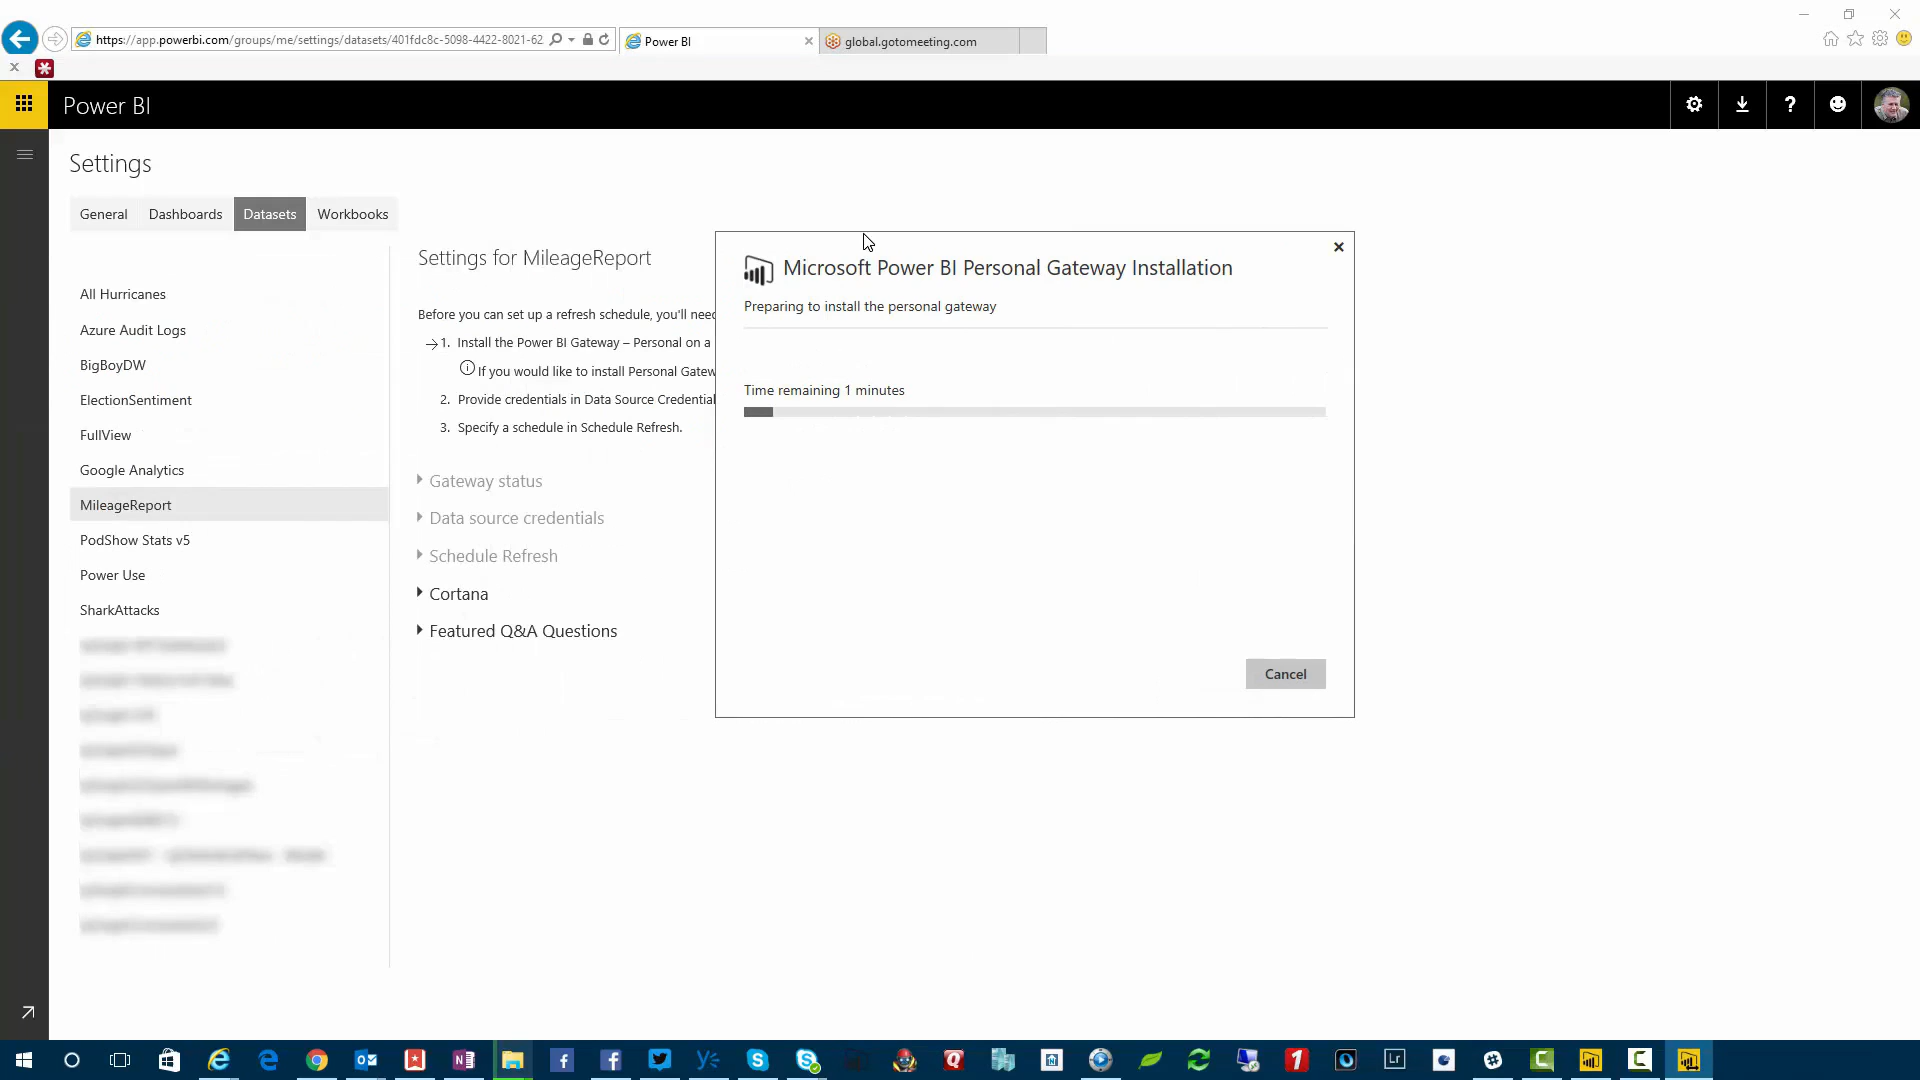 https://app.powerbi.com/groups/me/settings/datasets/401fdc8c-5098-4422-8021-62
Power BI
global.gotomeeting.com
Power BI
Settings
General
Dashboards
Datasets
Workbooks
All Hurricanes
Azure Audit Logs
BigBoyDW
ElectionSentiment
FullView
Google Analytics
MileageReport
PodShow Stats v5
Power Use
SharkAttacks
Settings for MileageReport
Before you can set up a refresh schedule, you'll need
1. Install the Power BI Gateway – Personal on a
If you would like to install Personal Gatew
2. Provide credentials in Data Source Credential
3. Specify a schedule in Schedule Refresh.
Gateway status
Data source credentials
Schedule Refresh
Cortana
Featured Q&A Questions
Microsoft Power BI Personal Gateway Installation
Preparing to install the personal gateway
Time remaining 1 minutes
Cancel